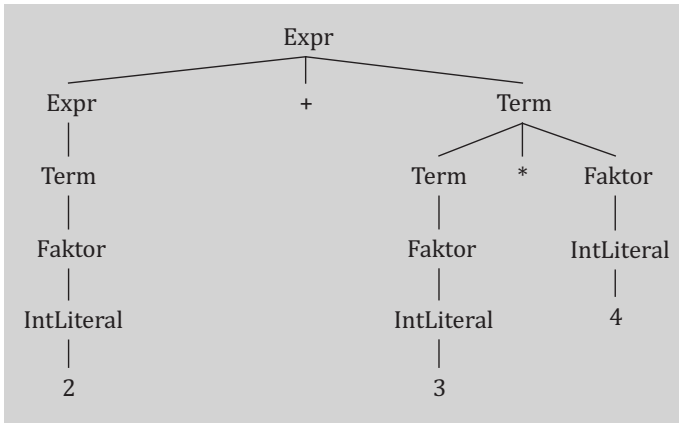 Expr
Expr + Term
Term Term * Faktor
Faktor Faktor IntLiteral
IntLiteral IntLiteral 4
2 3